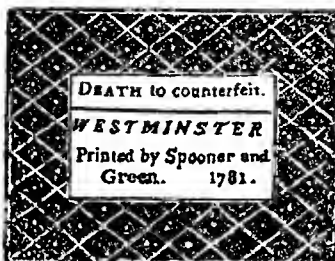 DEATH to counterfeit.
WESTMINSTER
Printed by Spooner and
Green. 1781.